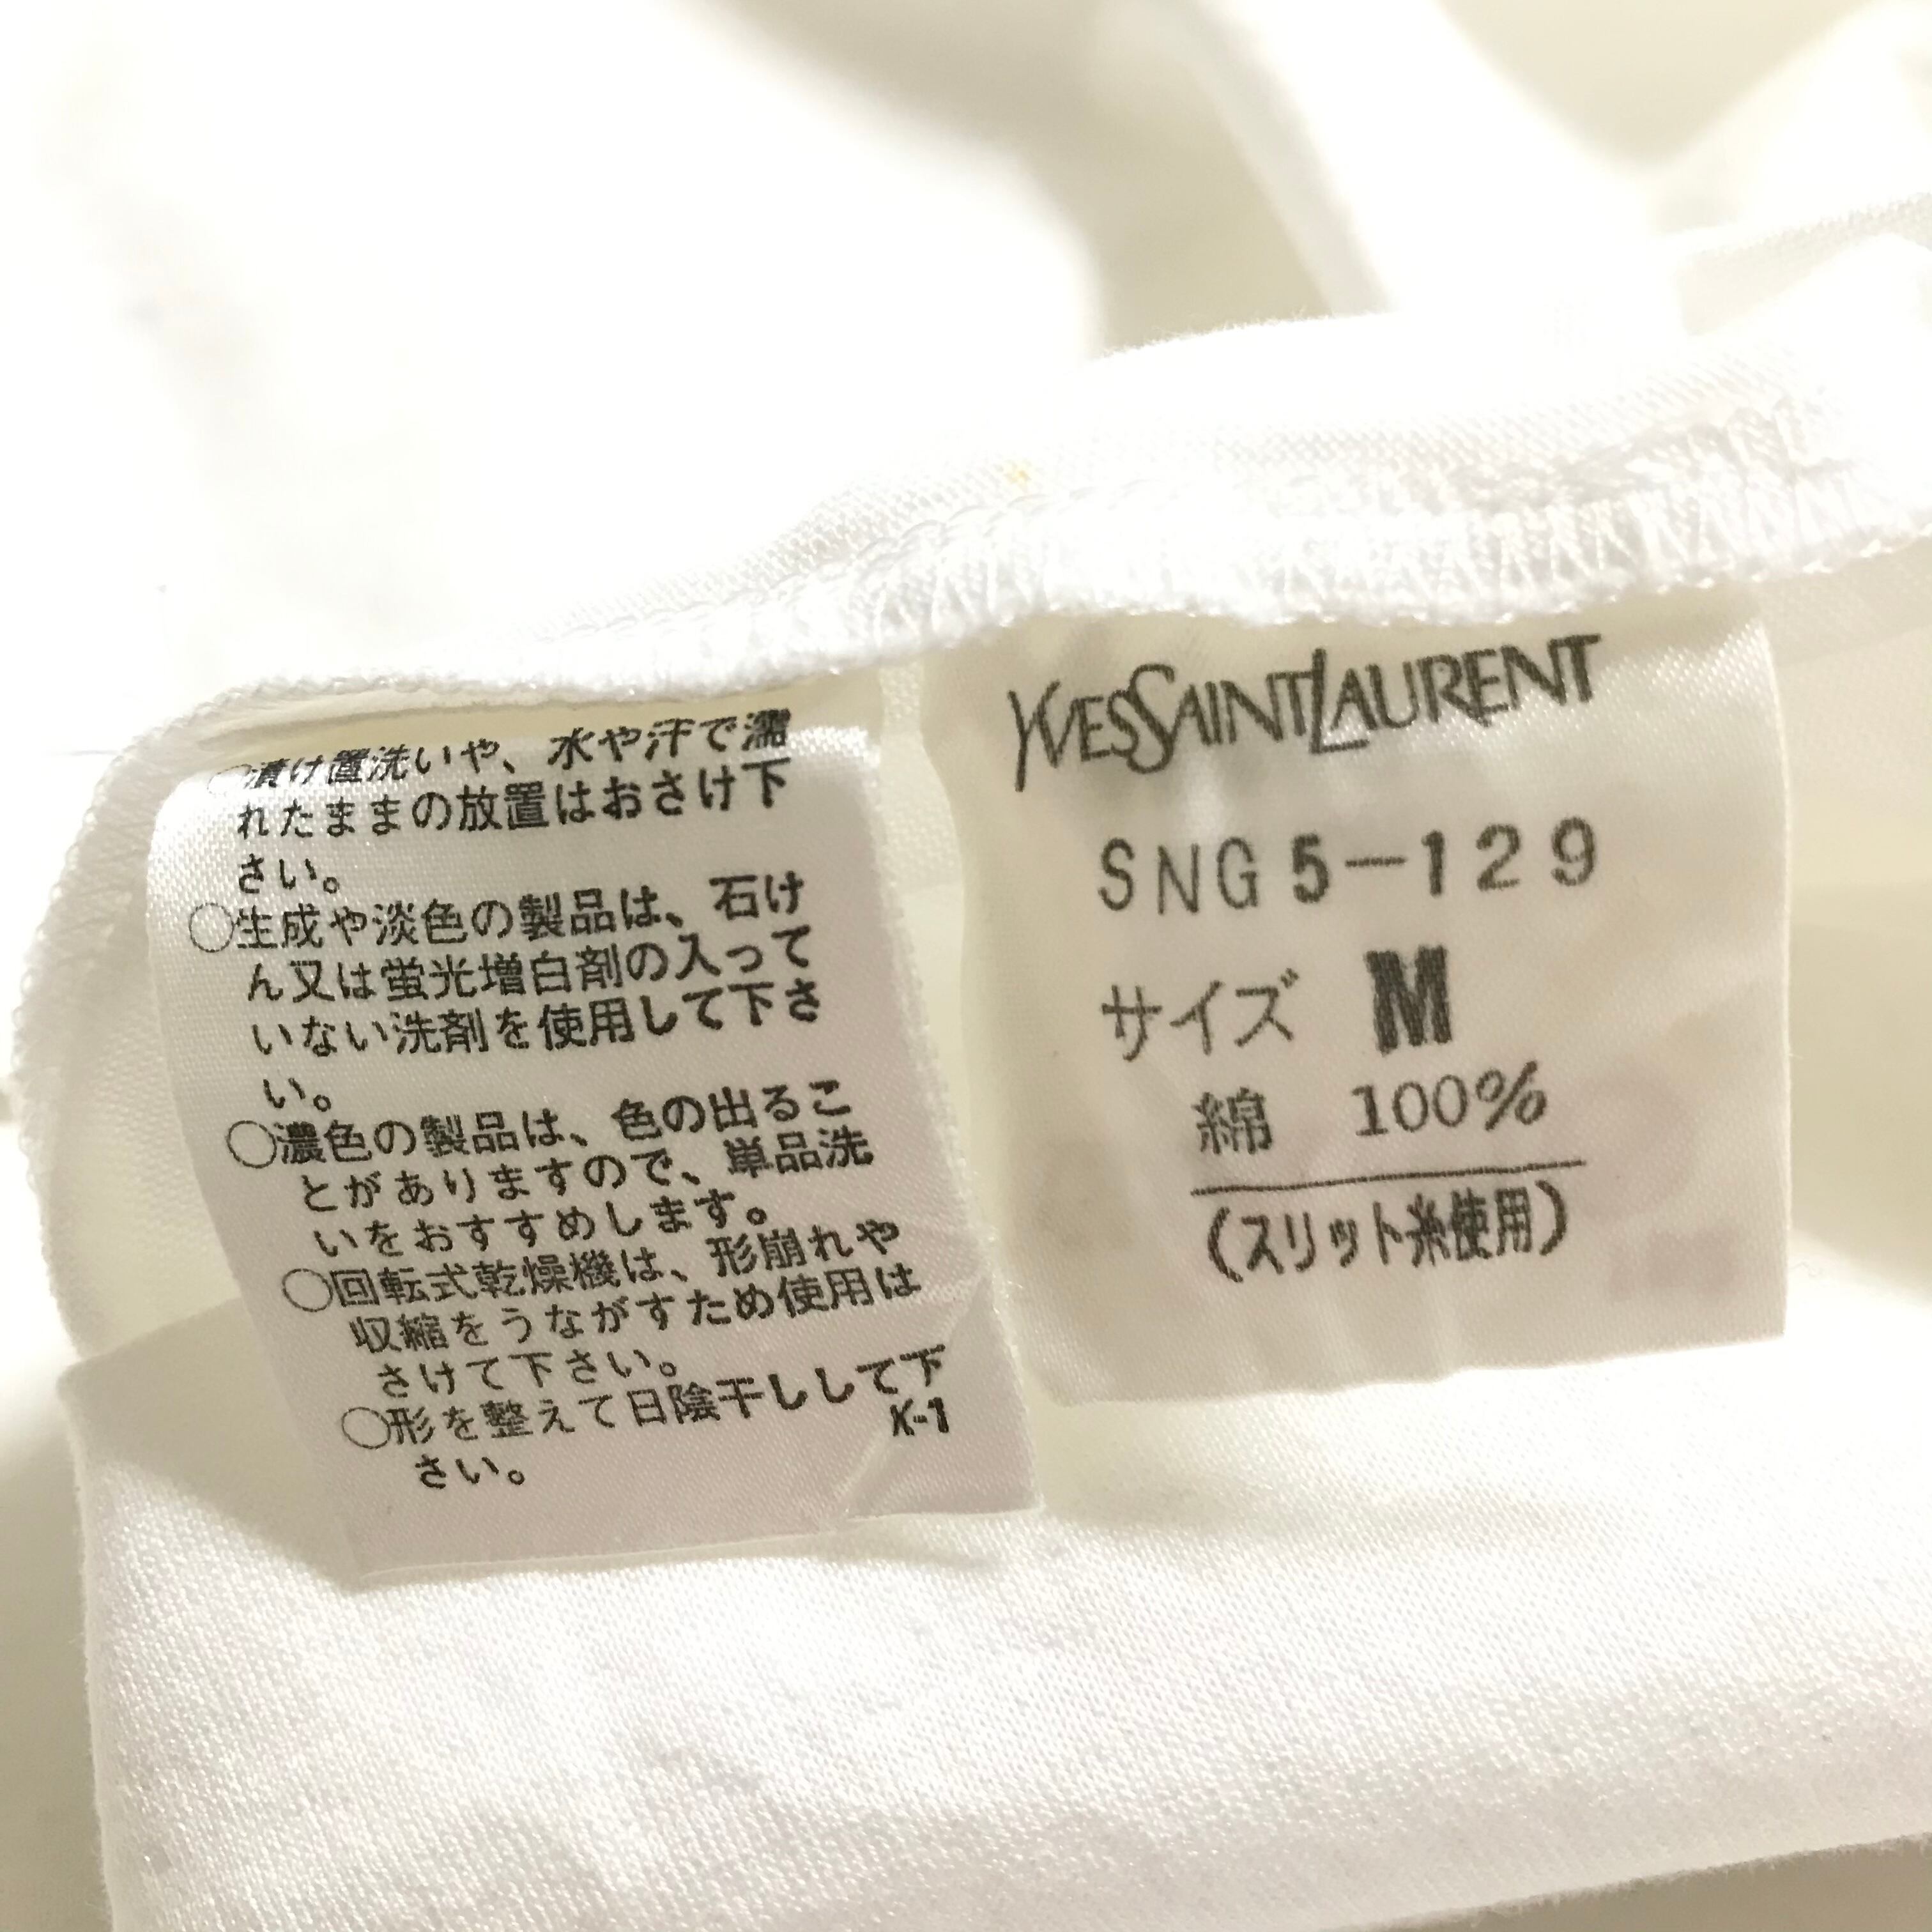 ○漬け置洗いや、水や汗で濡
れたままの放置はおさけ下
さい。
○生成や淡色の製品は、石け
ん又は蛍光増白剤の入って
いない洗剤を使用して下さ
い。
○濃色の製品は、色の出るこ
とがありますので、単品洗
いをおすすめします。
○回転式乾燥機は、形崩れや
収縮をうながすため使用は
さけて下さい。
○形を整えて日陰干しして下
さい。
K-1
YVESSAINTLAURENT
SNG5-129
サイズ M
綿 100%
(スリット糸使用)